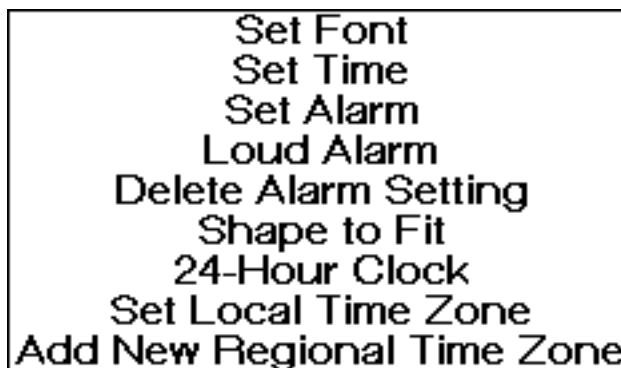 Set Font
Set Time
Set Alarm
Loud Alarm
Delete Alarm Setting
Shape to Fit
24-Hour Clock
Set Local Time Zone
Add New Regional Time Zone